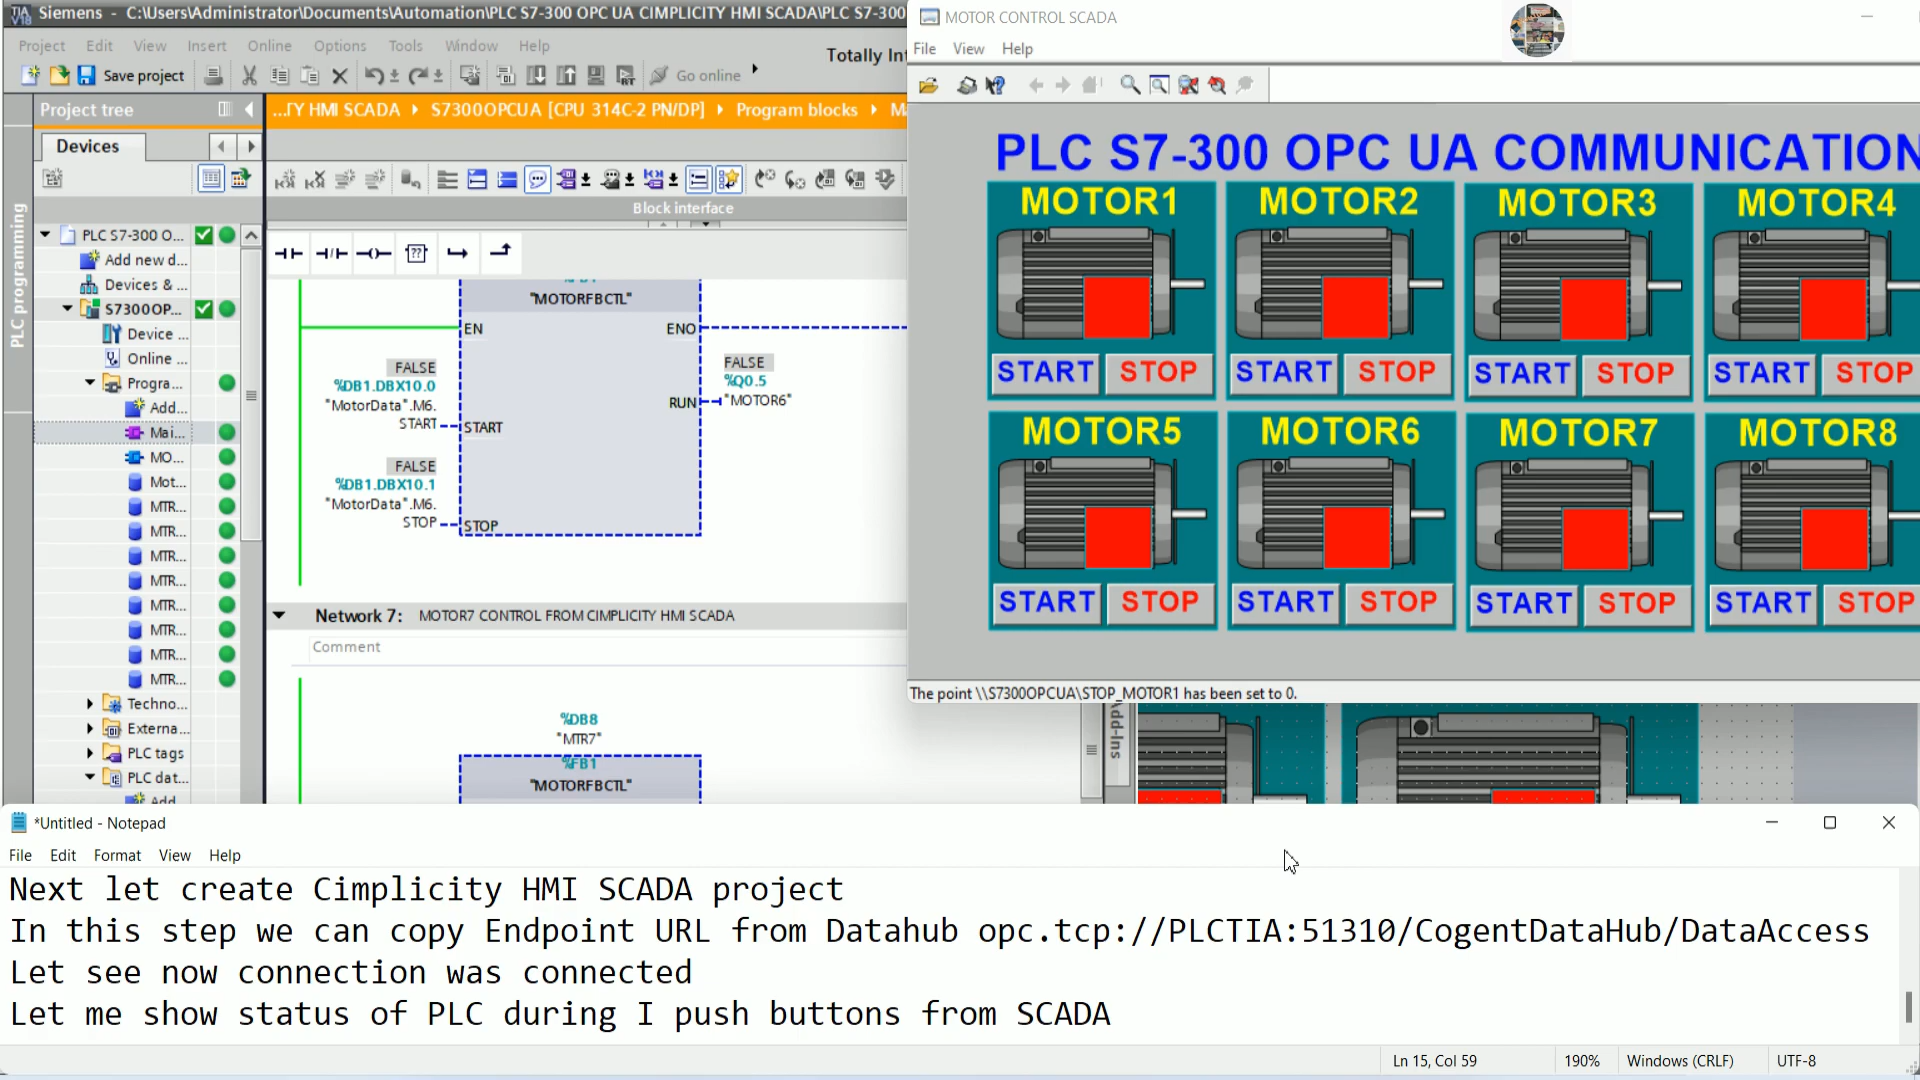 Siemens - C:\Users\Administrator\Documents\Automation\PLC S7-300 OPC UA CIMPLICITY HMI SCADA\PLC S7-300
Project Edit View Insert Online Options Tools Window Help
Totally In
Save project
Go online
Project tree
...ITY HMI SCADA S7300OPCUA [CPU 314C-2 PN/DP] Program blocks
Devices
PLC programming
Block interface
PLC S7-300 O...
Add new d...
Devices &
S7300OP...
Device ...
Online ...
Progra...
Add...
Mai...
MO...
Mot...
MTR...
MTR...
MTR...
MTR...
MTR...
MTR...
MTR...
MTR...
Techno...
Externa...
PLC tags
PLC dat...
Add
"MOTORFBCTL"
EN
ENO
FALSE
%DB1.DBX10.0
"MotorData".M6.
START
START
FALSE
%DB1.DBX10.1
"MotorData".M6.
STOP
STOP
FALSE
%Q0.5
RUN
"MOTOR6"
Network 7: MOTOR7 CONTROL FROM CIMPLICITY HMI SCADA
Comment
%DB8
"MTR7"
%FB1
"MOTORFBCTL"
MOTOR CONTROL SCADA
File View Help
PLC S7-300 OPC UA COMMUNICATION
MOTOR1 MOTOR2 MOTOR3 MOTOR4
START STOP START STOP START STOP START STOP
MOTOR5 MOTOR6 MOTOR7 MOTOR8
START STOP START STOP START STOP START STOP
The point \\S7300OPCUA\STOP_MOTOR1 has been set to 0.
Add-Ins
*Untitled - Notepad
File Edit Format View Help
Next let create Cimplicity HMI SCADA project
In this step we can copy Endpoint URL from Datahub opc.tcp://PLCTIA:51310/CogentDataHub/DataAccess
Let see now connection was connected
Let me show status of PLC during I push buttons from SCADA
Ln 15, Col 59
190%
Windows (CRLF)
UTF-8